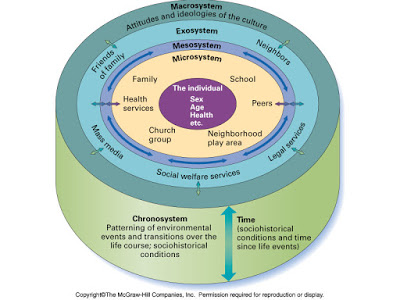 Macrosystem
Attitudes and ideologies of the culture
Exosystem
Mesosystem
Microsystem
Friends
of family
Neighbors
Family
School
The individual
Sex
Age
Health
etc.
Health
services
Peers
Church
group
Neighborhood
play area
Mass media
Legal services
Social welfare services
Chronosystem
Patterning of environmental
events and transitions over the
life course; sociohistorical
conditions
Time
(sociohistorical
conditions and time
since life events)
Copyright©The McGraw-Hill Companies, Inc. Permission required for reproduction or display.